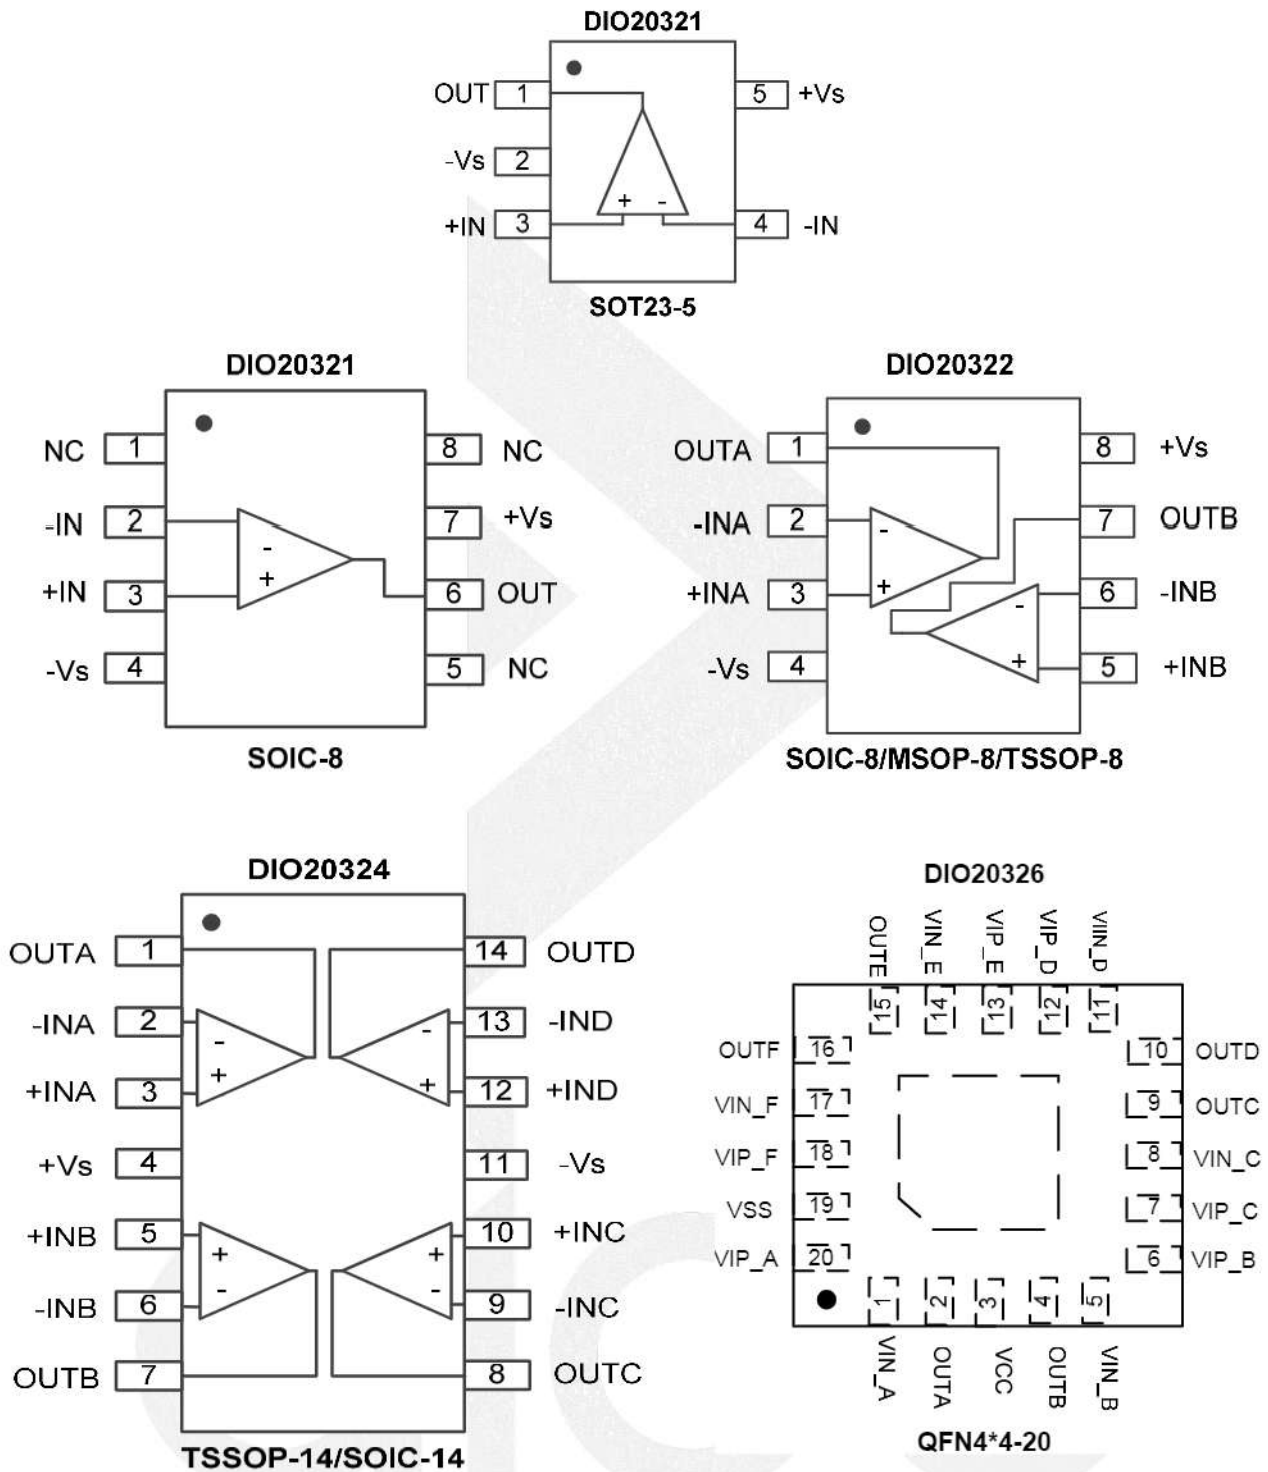 DIO20321
OUT 1 5 +Vs
-Vs 2
+ -
+IN 3 4 -IN
SOT23-5
DIO20321
NC 1 8 NC
-IN 2 7 +Vs
-
+
+IN 3 6 OUT
-Vs 4 5 NC
SOIC-8
DIO20322
OUTA 1 8 +Vs
-INA 2 7 OUTB
-
+INA 3 + - 6 -INB
-Vs 4 + 5 +INB
SOIC-8/MSOP-8/TSSOP-8
DIO20324
OUTA 1 14 OUTD
-INA 2 13 -IND
- -
+ +
+INA 3 12 +IND
+Vs 4 11 -Vs
+INB 5 10 +INC
+ +
- -
-INB 6 9 -INC
OUTB 7 8 OUTC
TSSOP-14/SOIC-14
DIO20326
OUTE VIN_E VIP_E VIP_D VIIN_D
15 14 13 12 11
OUTF 16 10 OUTD
VIN_F 17 9 OUTC
VIP_F 18 8 VIN_C
VSS 19 7 VIP_C
VIP_A 20 6 VIP_B
1 2 3 4 5
VIN_A OUTA VCC OUTB VIN_B
QFN4*4-20